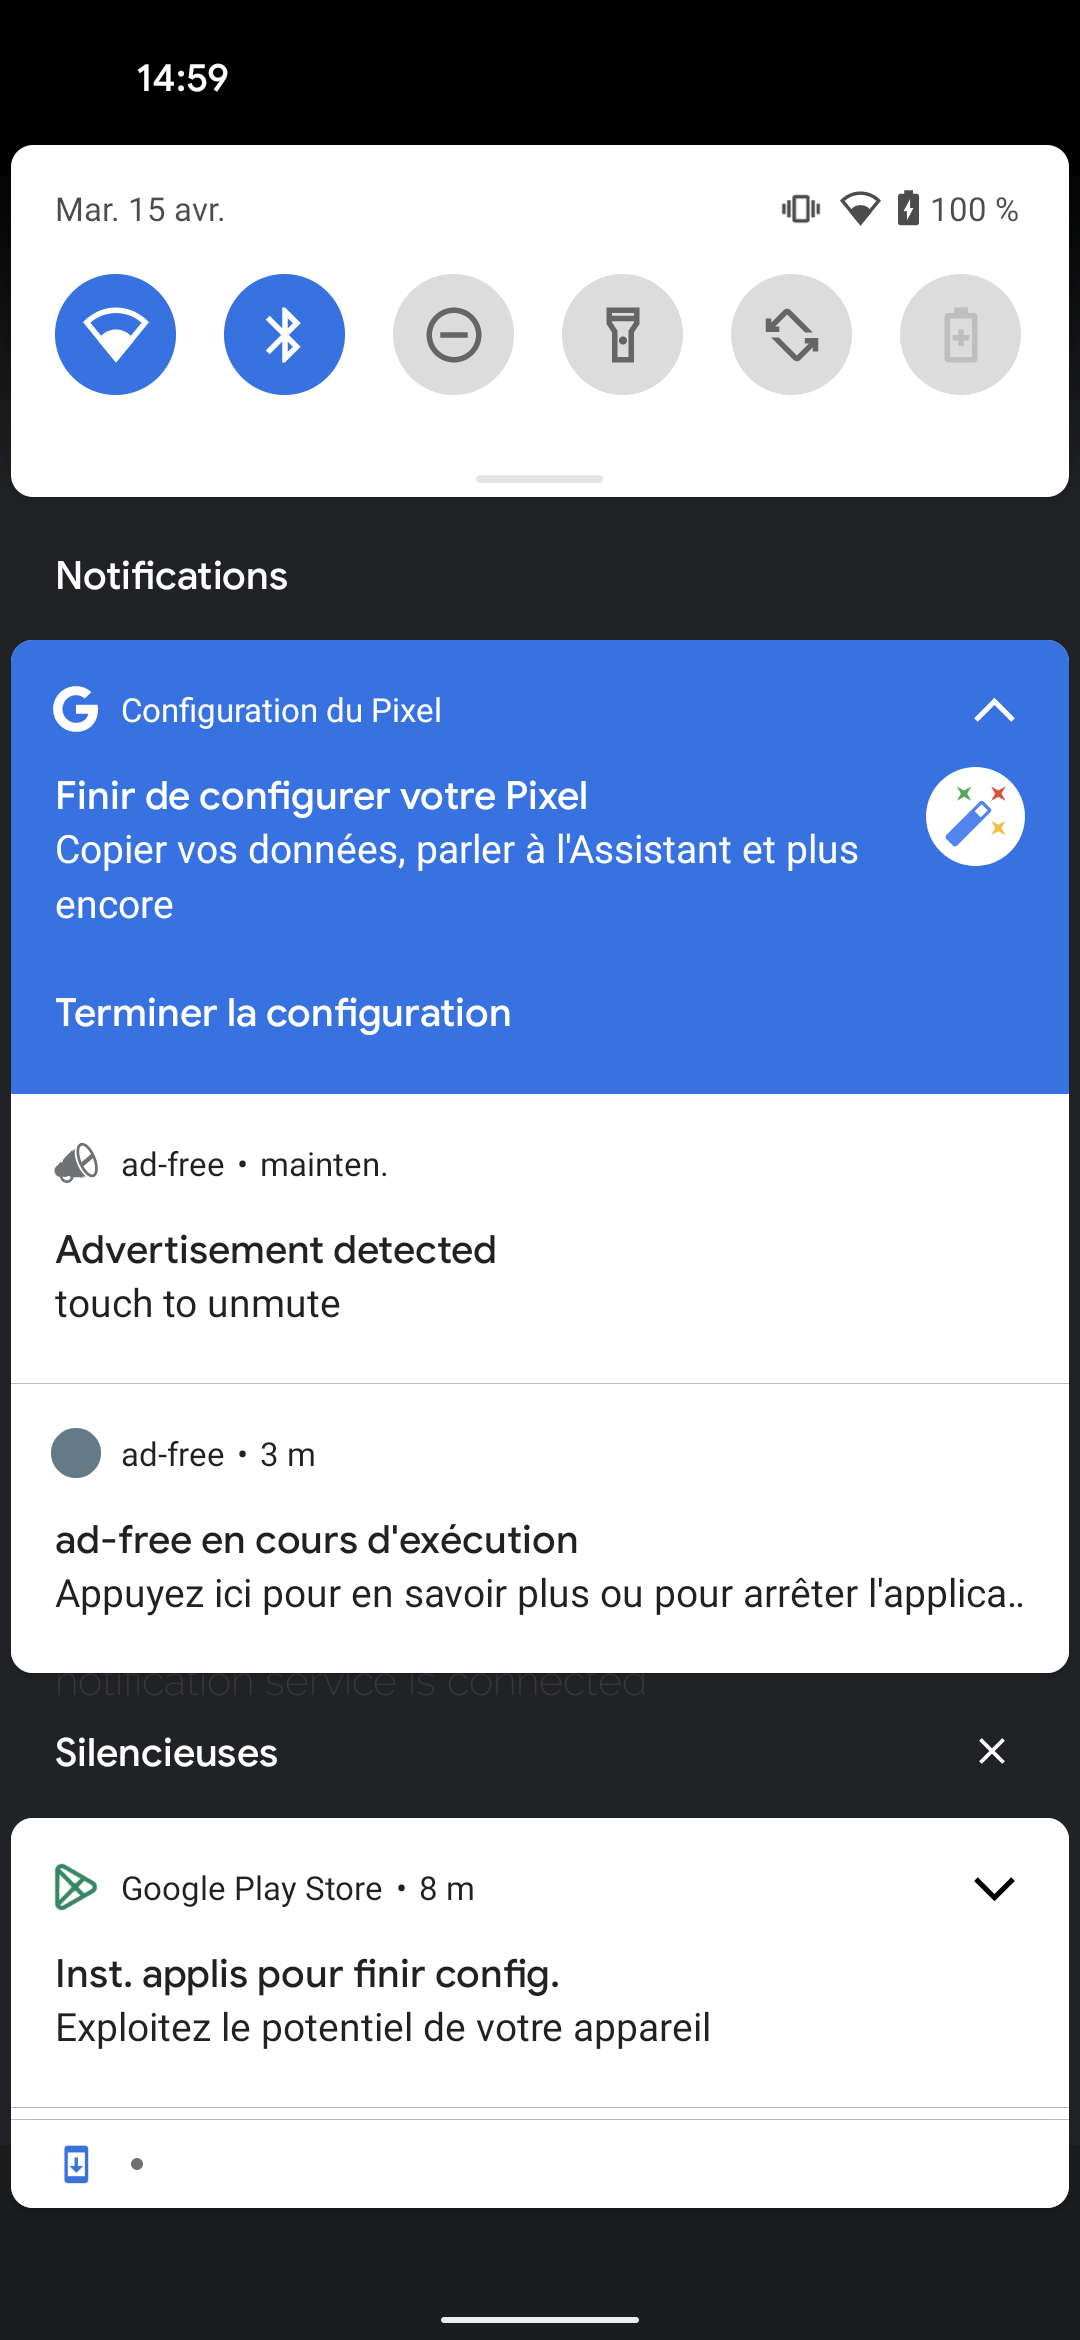 14:59
Mar. 15 avr.
100 %
Notifications
Configuration du Pixel
Finir de configurer votre Pixel
Copier vos données, parler à l'Assistant et plus
encore
Terminer la configuration
ad-free • mainten.
Advertisement detected
touch to unmute
ad-free • 3 m
ad-free en cours d'exécution
Appuyez ici pour en savoir plus ou pour arrêter l'applica..
notification service is connected
Silencieuses
Google Play Store • 8 m
Inst. applis pour finir config.
Exploitez le potentiel de votre appareil